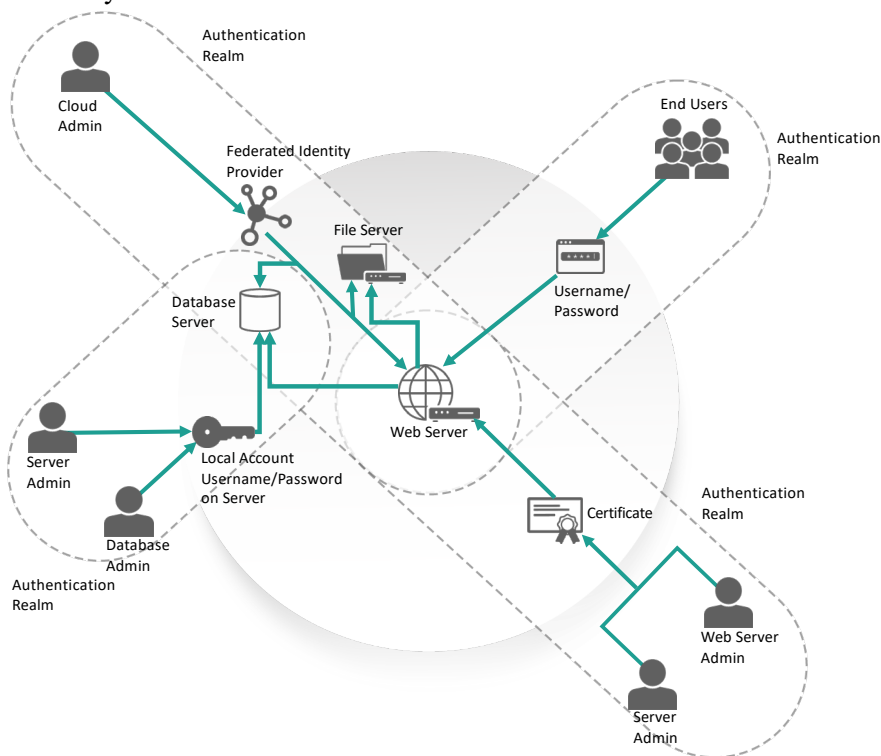 Authentication
Realm
Cloud
Admin
End Users
Authentication
Realm
Federated Identity
Provider
File Server
Database
Server
Username/
Password
Web Server
Server
Admin
Local Account
Username/Password
on Server
Database
Admin
Authentication
Realm
Certificate
Authentication
Realm
Web Server
Admin
Server
Admin